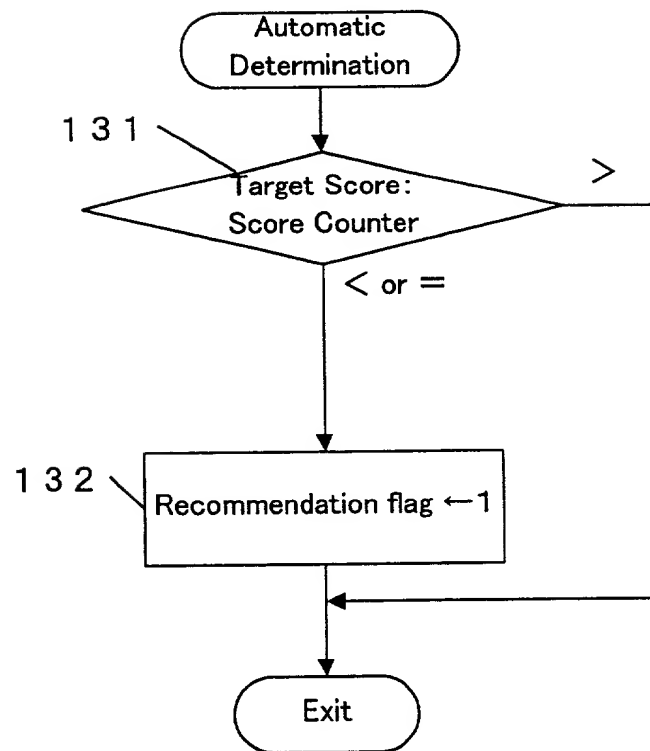 Automatic
Determination
131
Target Score:
Score Counter
>
< or =
132
Recommendation flag ←1
Exit